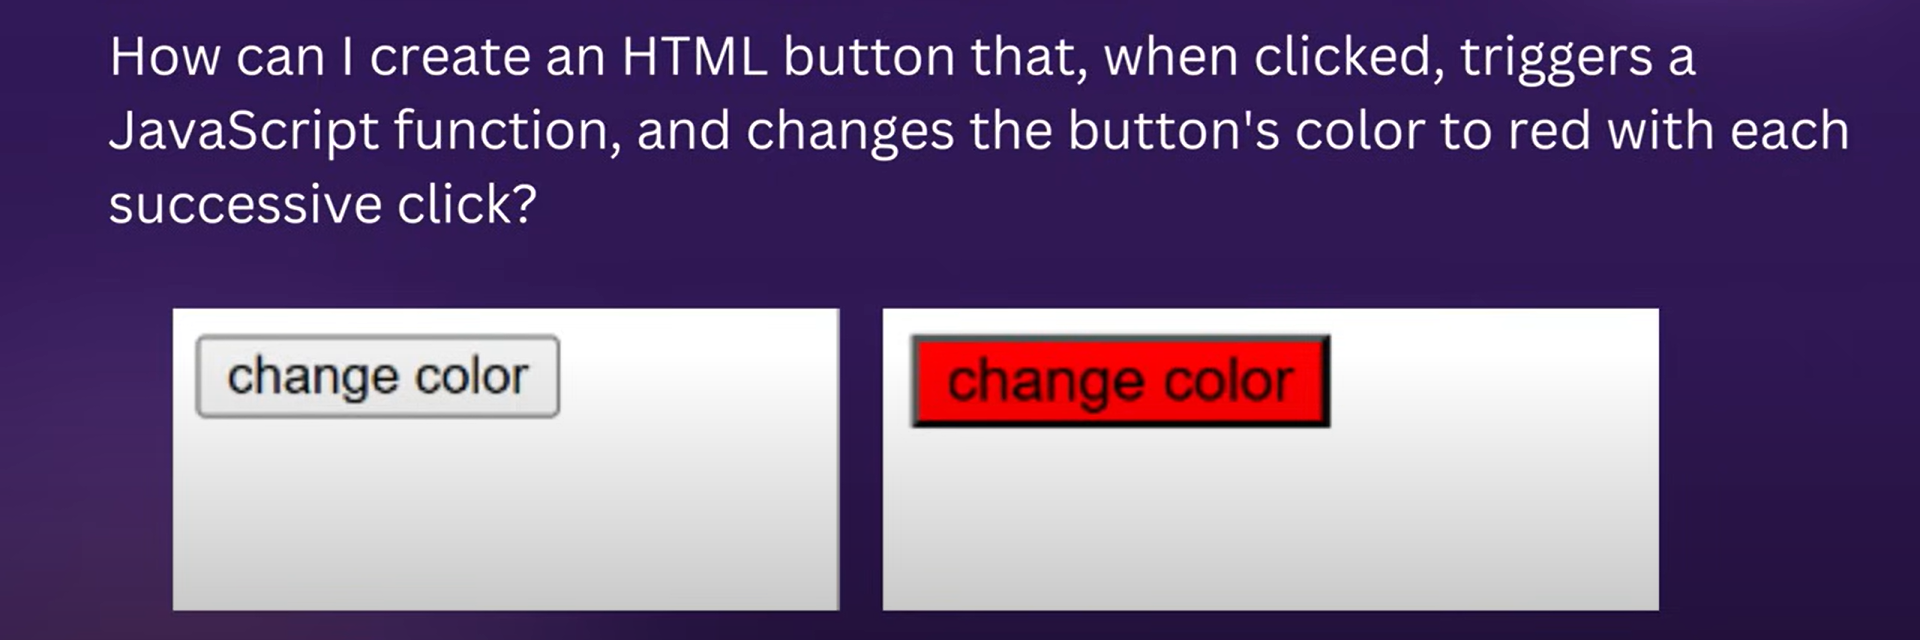 How can I create an HTML button that, when clicked, triggers a
JavaScript function, and changes the button's color to red with each
successive click?
change color
change color